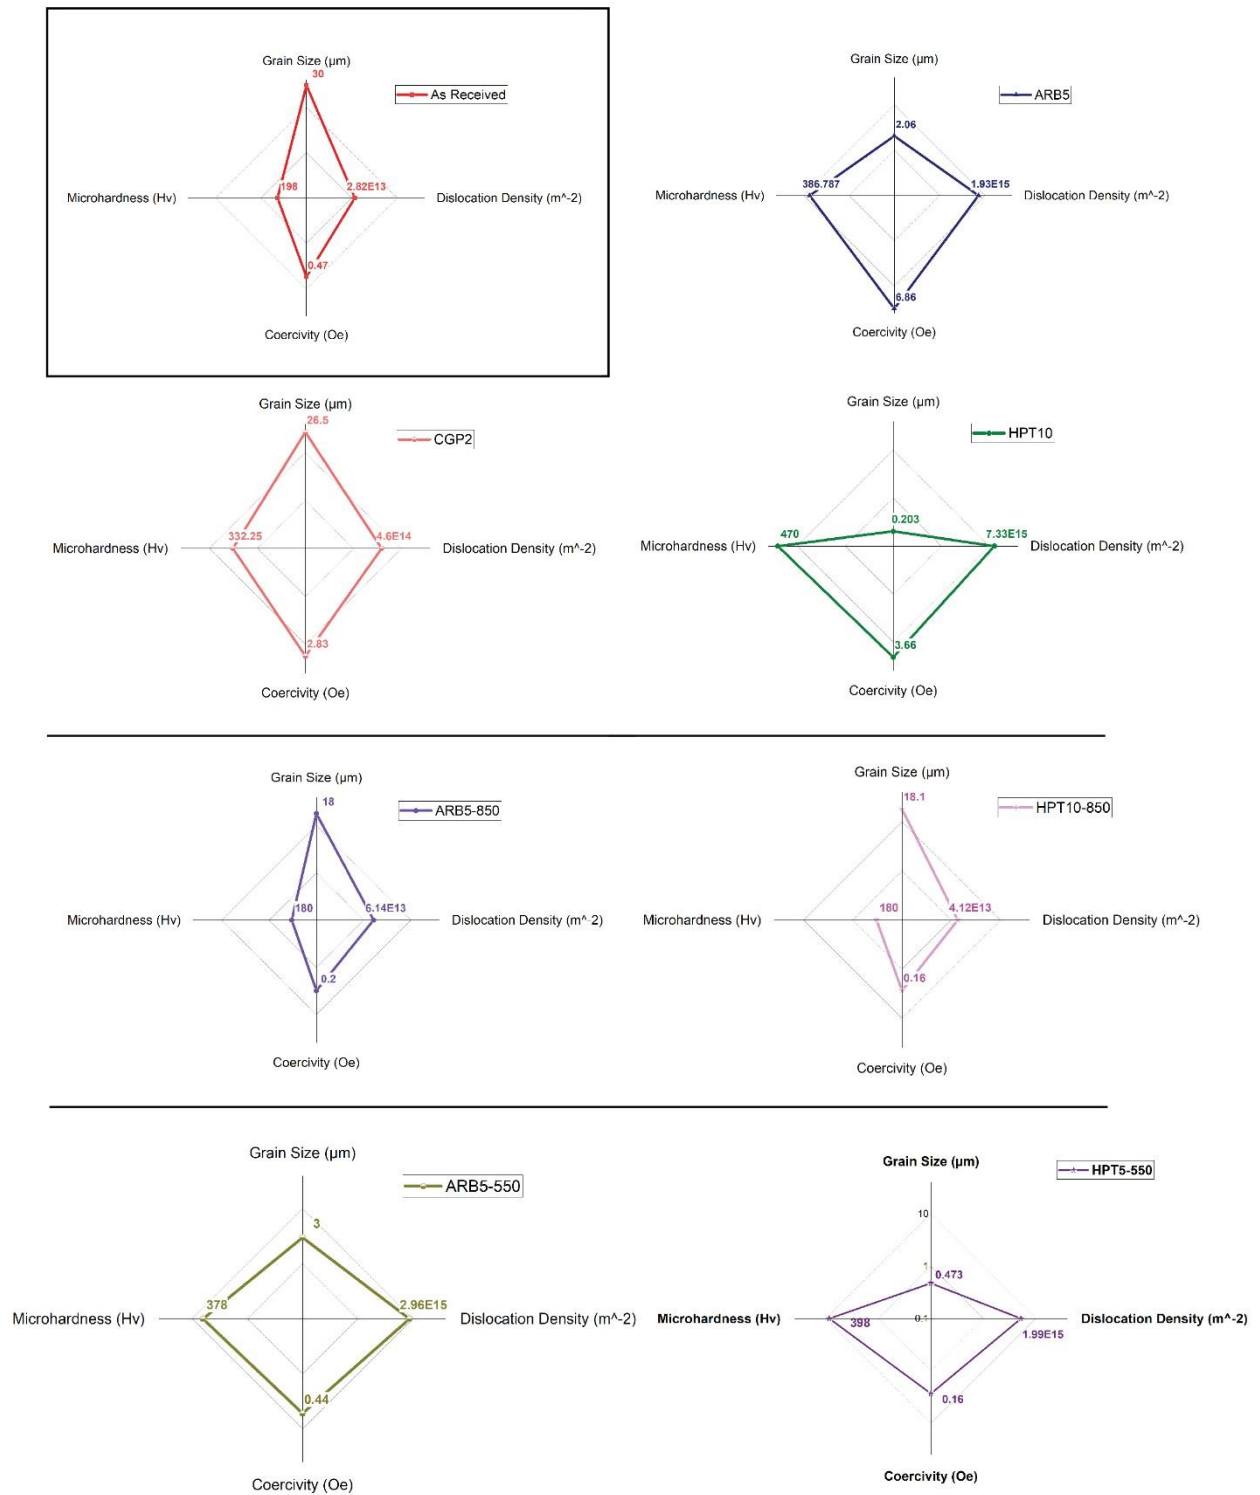 Grain Size (µm)
30
As Received
198
2.82E13
Microhardness (Hv)
Dislocation Density (m^-2)
0.47
Coercivity (Oe)
Grain Size (µm)
ARB5
2.06
386.787
1.93E15
Microhardness (Hv)
Dislocation Density (m^-2)
6.86
Coercivity (Oe)
Grain Size (µm)
26.5
CGP2
332.25
4.6E14
Microhardness (Hv)
Dislocation Density (m^-2)
2.83
Coercivity (Oe)
Grain Size (µm)
HPT10
0.203
470
7.33E15
Microhardness (Hv)
Dislocation Density (m^-2)
3.66
Coercivity (Oe)
Grain Size (µm)
18
ARB5-850
180
6.14E13
Microhardness (Hv)
Dislocation Density (m^-2)
0.2
Coercivity (Oe)
Grain Size (µm)
18.1
HPT10-850
180
4.12E13
Microhardness (Hv)
Dislocation Density (m^-2)
0.16
Coercivity (Oe)
Grain Size (µm)
ARB5-550
3
378
2.96E15
Microhardness (Hv)
Dislocation Density (m^-2)
0.44
Coercivity (Oe)
Grain Size (µm)
HPT5-550
10
1
0.473
Microhardness (Hv)
398
0.1
Dislocation Density (m^-2)
1.99E15
0.16
Coercivity (Oe)